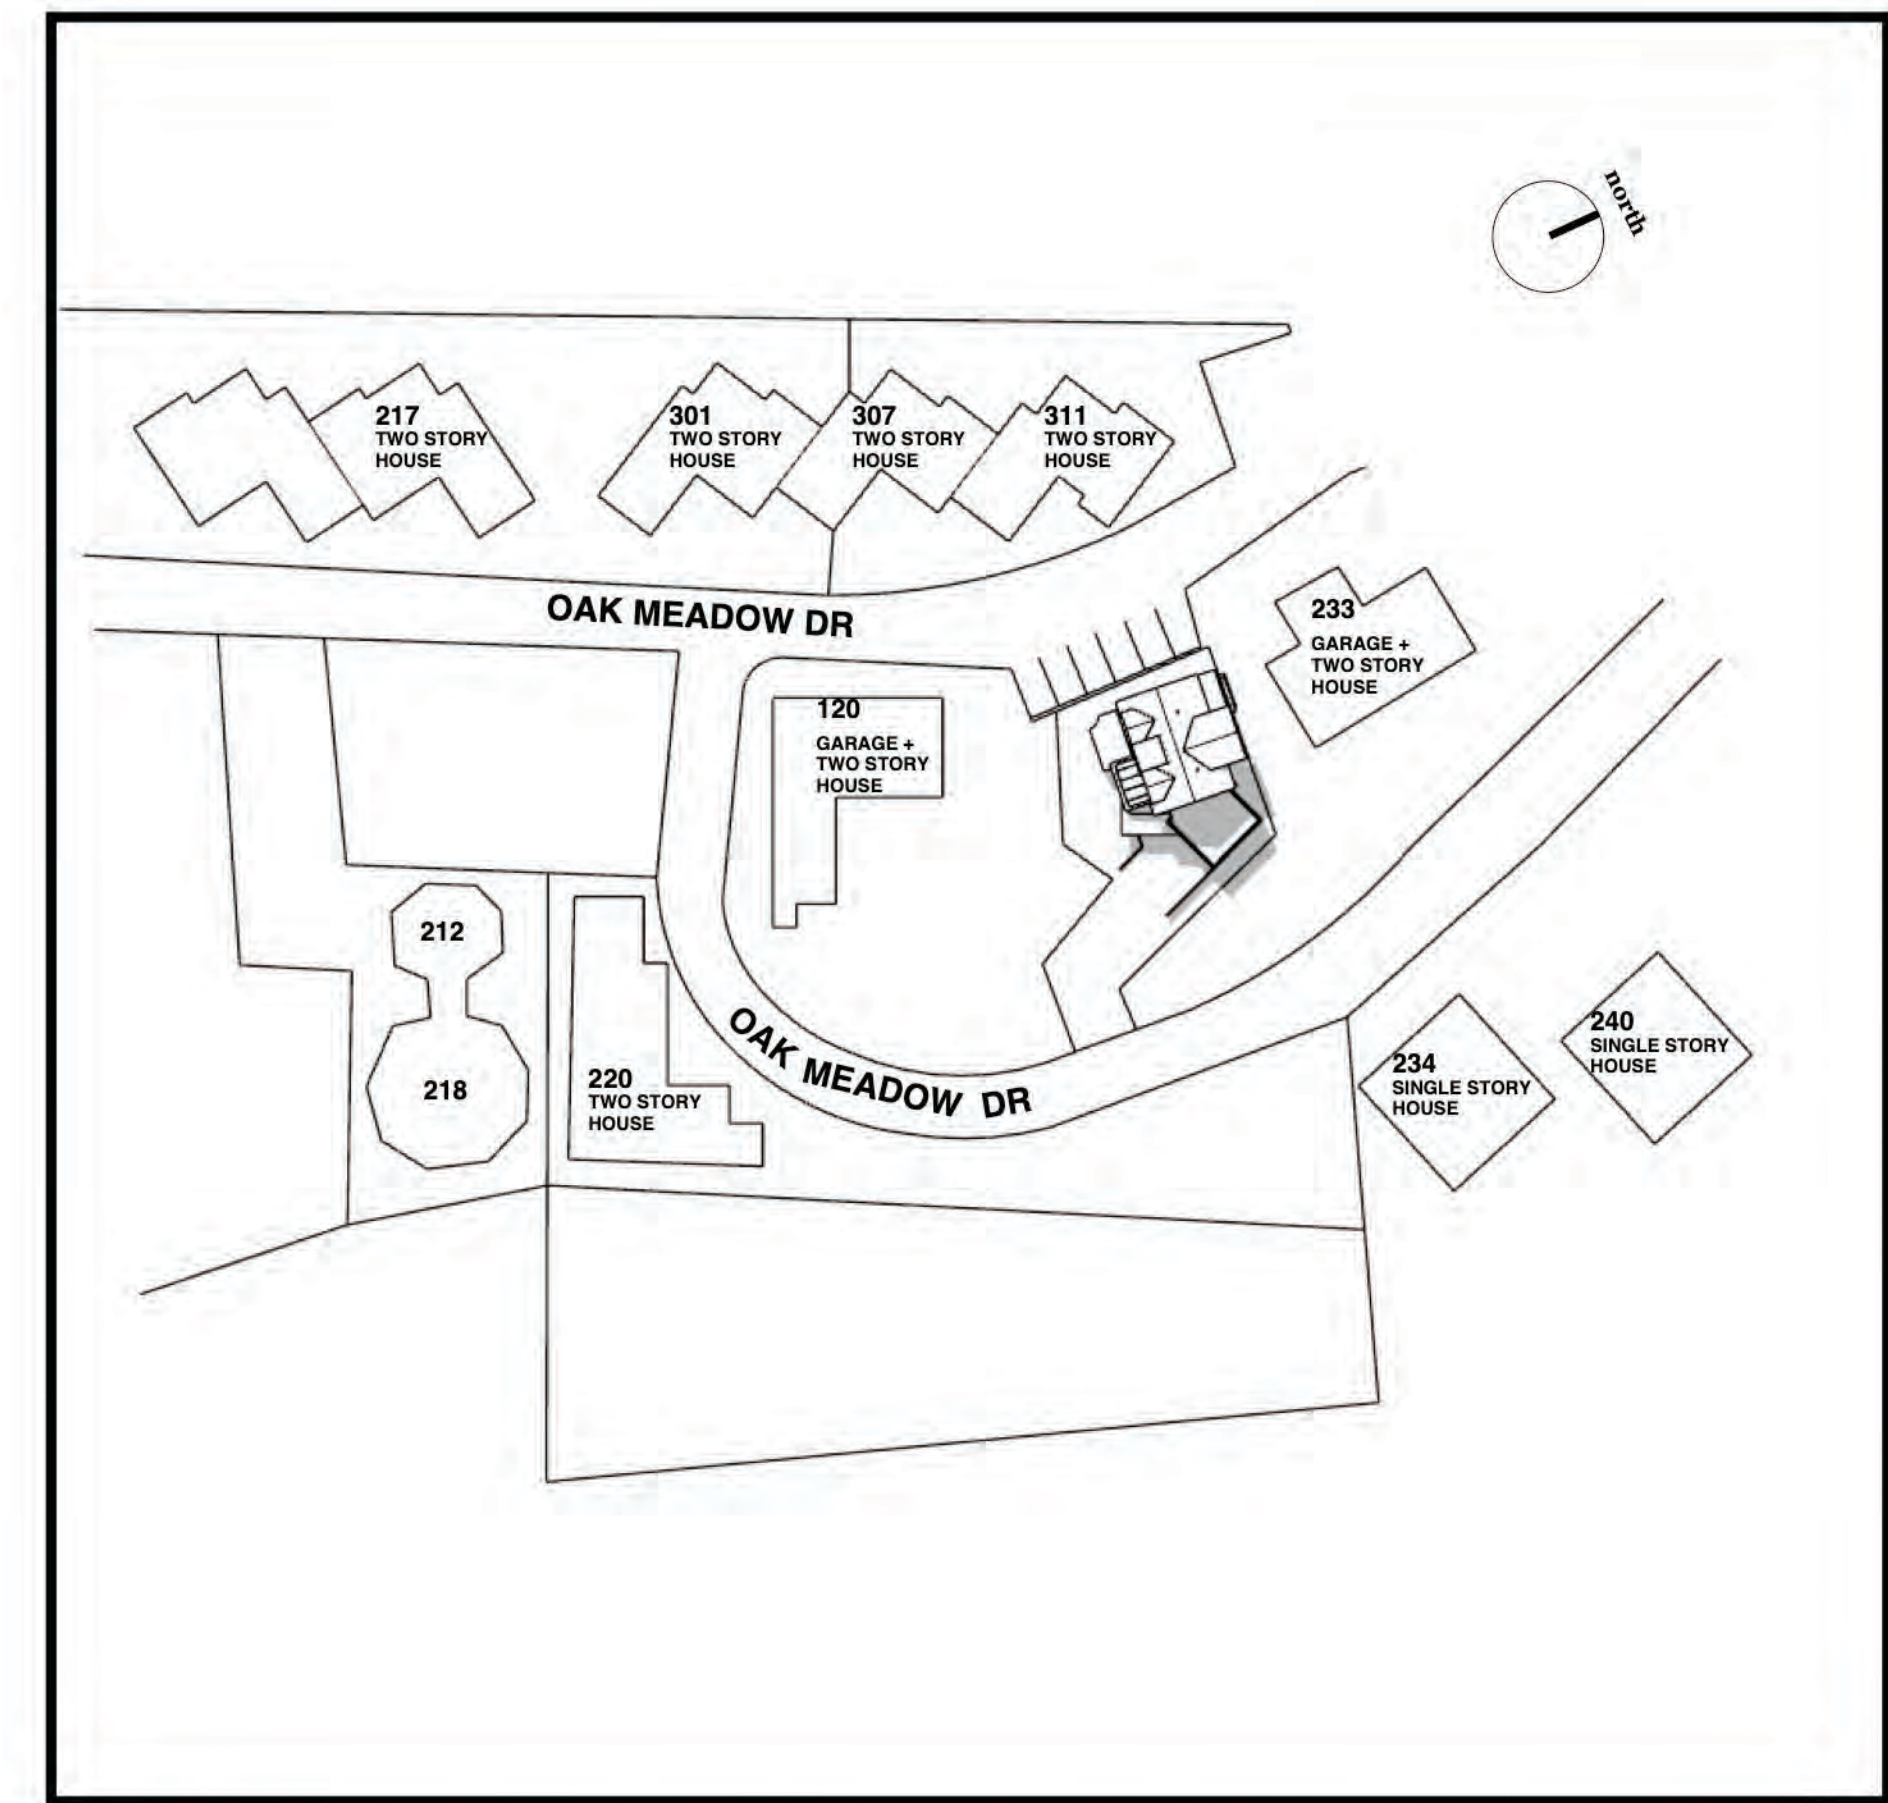 north
217
TWO STORY
HOUSE
301
TWO STORY
HOUSE
307
TWO STORY
HOUSE
311
TWO STORY
HOUSE
OAK MEADOW DR
233
GARAGE +
TWO STORY
HOUSE
120
GARAGE +
TWO STORY
HOUSE
212
218
220
TWO STORY
HOUSE
OAK MEADOW DR
234
SINGLE STORY
HOUSE
240
SINGLE STORY
HOUSE